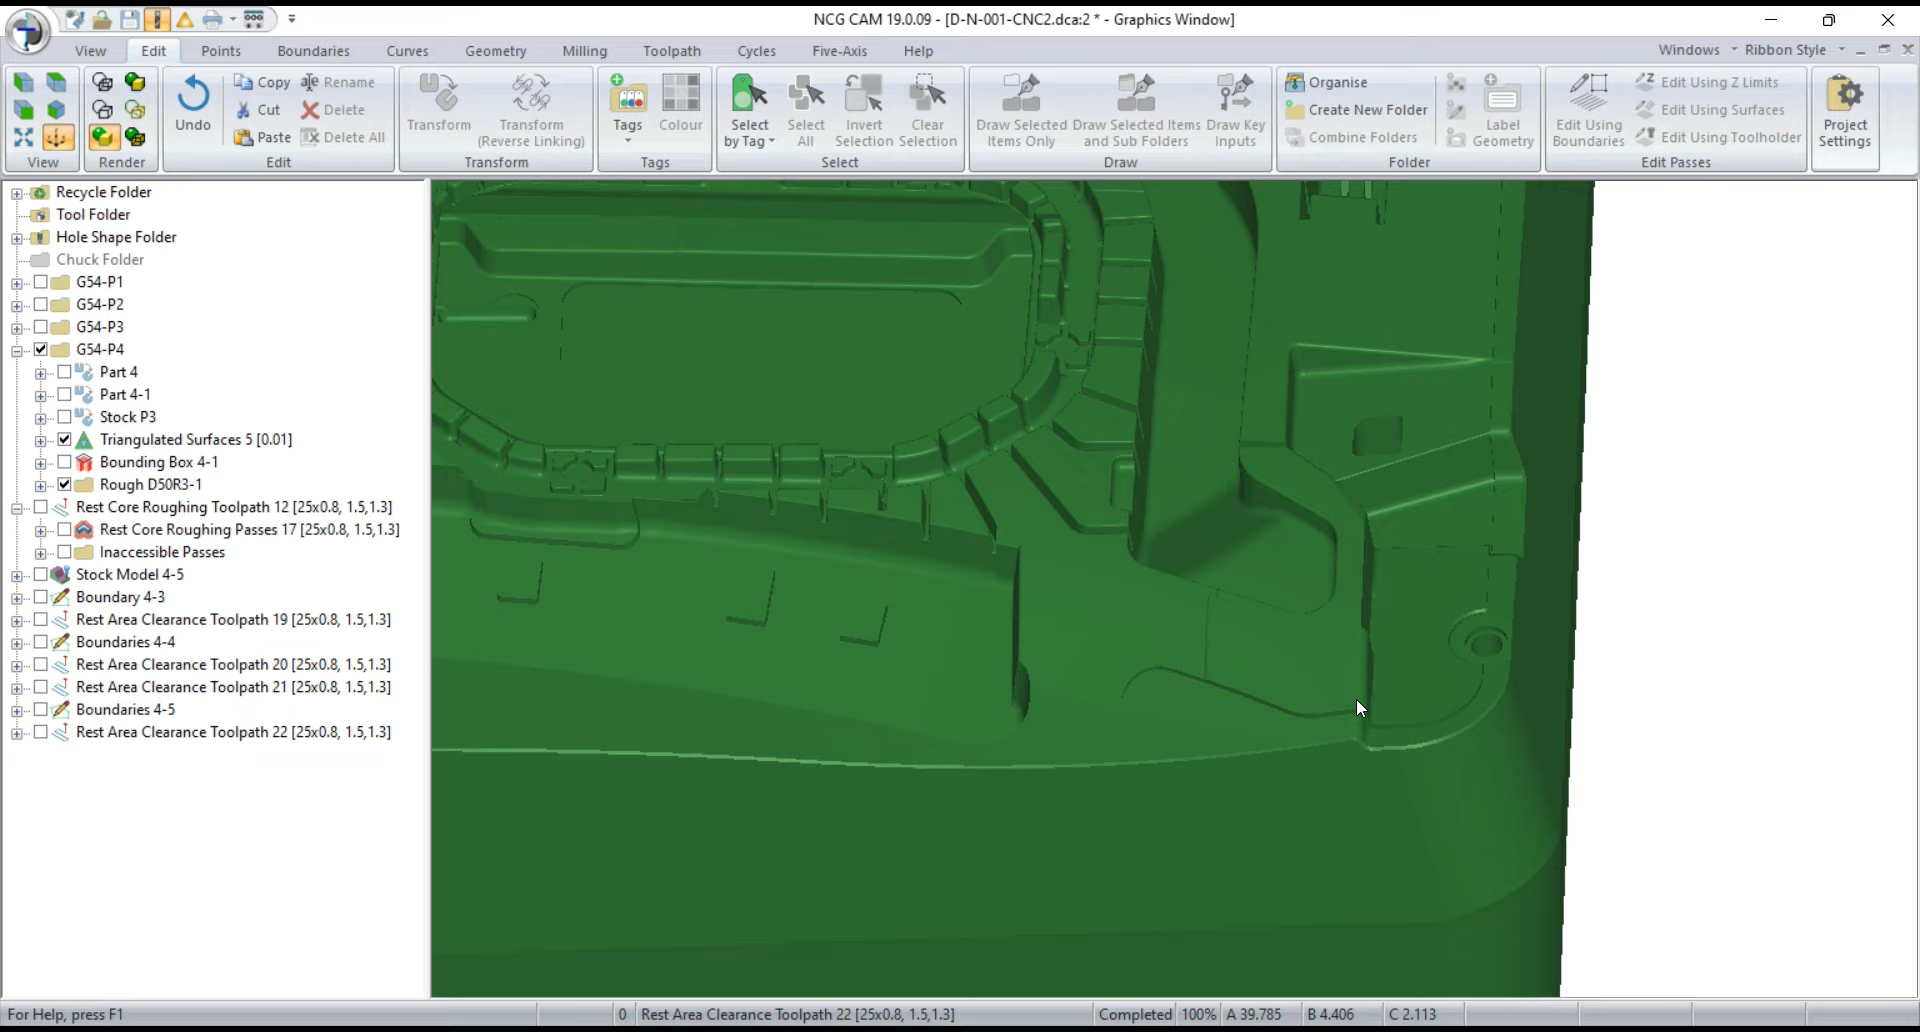 NCG CAM 19.0.09 - [D-N-001-CNC2.dca:2 * - Graphics Window]
View Edit Points Boundaries Curves Geometry Milling Toolpath Cycles Five-Axis Help Windows Ribbon Style
View
Render
Undo
Copy
Rename
Cut
Delete
Paste
Delete All
Edit
Transform
Transform (Reverse Linking)
Transform
Tags
Colour
Tags
Select by Tag
Select All
Invert Selection
Clear Selection
Select
Draw Selected Items Only
Draw Selected Items and Sub Folders
Draw Key Inputs
Draw
Organise
Create New Folder
Combine Folders
Label Geometry
Folder
Edit Using Boundaries
Edit Using Z Limits
Edit Using Surfaces
Edit Using Toolholder
Edit Passes
Project Settings
Recycle Folder
Tool Folder
Hole Shape Folder
Chuck Folder
G54-P1
G54-P2
G54-P3
G54-P4
Part 4
Part 4-1
Stock P3
Triangulated Surfaces 5 [0.01]
Bounding Box 4-1
Rough D50R3-1
Rest Core Roughing Toolpath 12 [25x0.8, 1.5,1.3]
Rest Core Roughing Passes 17 [25x0.8, 1.5,1.3]
Inaccessible Passes
Stock Model 4-5
Boundary 4-3
Rest Area Clearance Toolpath 19 [25x0.8, 1.5,1.3]
Boundaries 4-4
Rest Area Clearance Toolpath 20 [25x0.8, 1.5,1.3]
Rest Area Clearance Toolpath 21 [25x0.8, 1.5,1.3]
Boundaries 4-5
Rest Area Clearance Toolpath 22 [25x0.8, 1.5,1.3]
For Help, press F1
0 Rest Area Clearance Toolpath 22 [25x0.8, 1.5,1.3] Completed 100% A 39.785 B 4.406 C 2.113